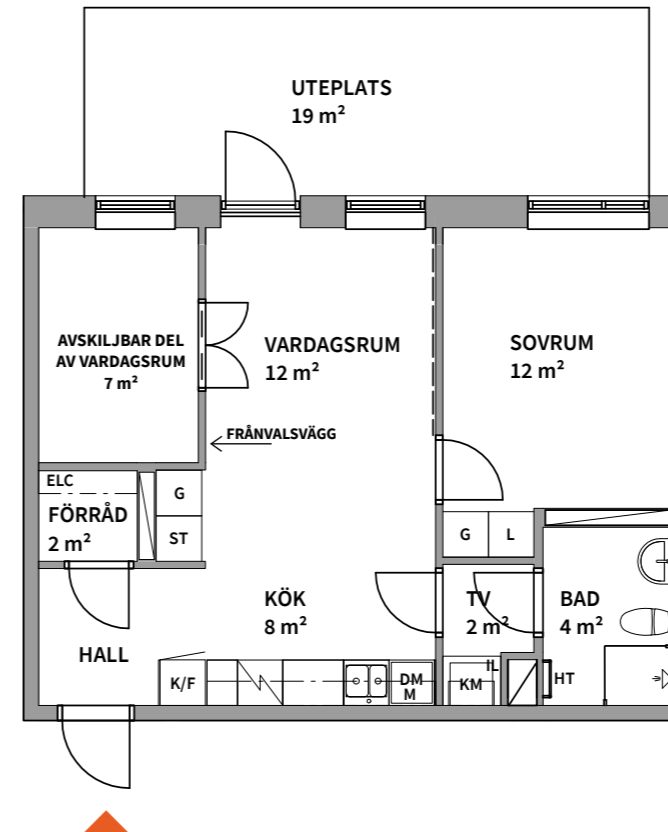 UTEPLATS
19 m²
AVSKILJBAR DEL
AV VARDAGSRUM
7 m²
VARDAGSRUM
12 m²
SOVRUM
12 m²
FRÅNVALSVÄGG
ELC
FÖRRÅD
2 m²
G
ST
G
L
HALL
KÖK
8 m²
TV
2 m²
BAD
4 m²
K/F
DM
M
KM
IL
HT